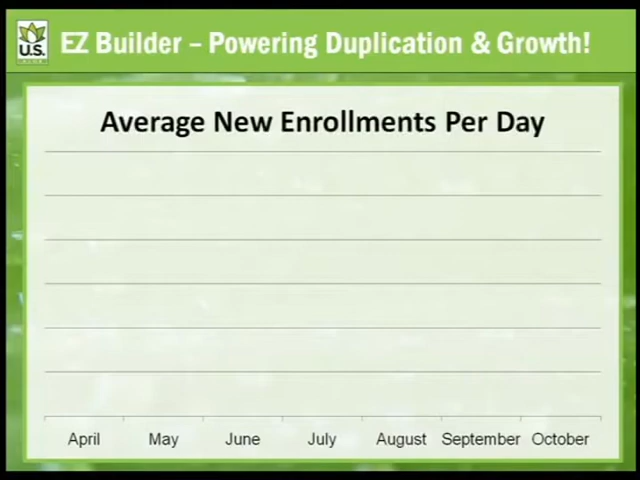 U.S.
EZ Builder – Powering Duplication & Growth!
Average New Enrollments Per Day
April May June July August September October